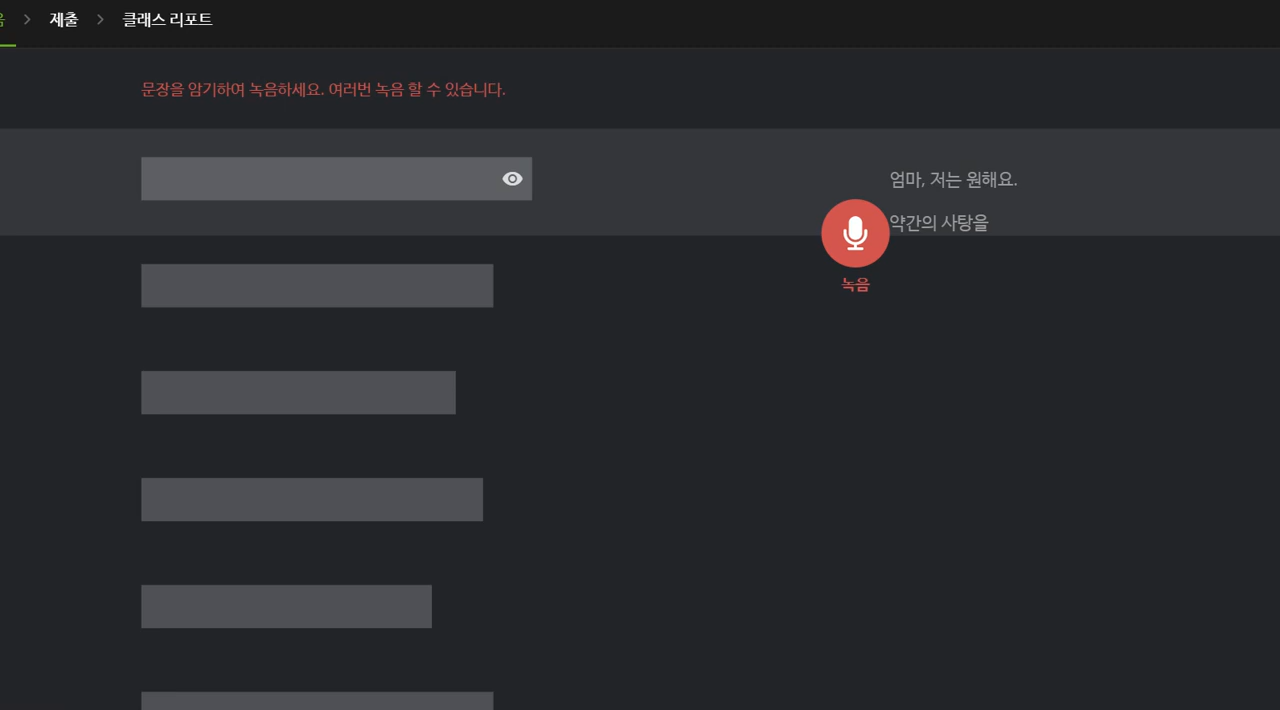 제출
클래스 리포트
문장을 암기하여 녹음하세요. 여러번 녹음 할 수 있습니다.
엄마, 저는 원해요.
약간의 사탕을
녹음